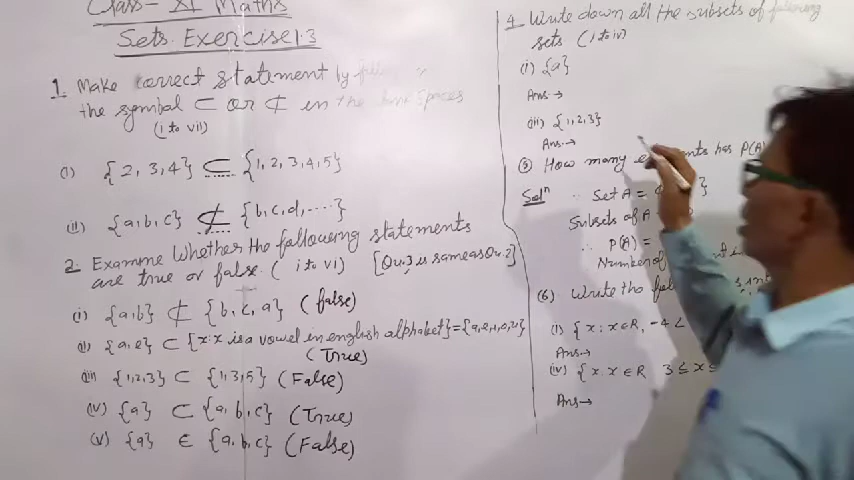 Class- XI Maths
Sets Exercise 1.3
1. Make correct statement by
the symbol ⊂ or ⊄ in the spaces
(i to vii)
(i) {2, 3, 4} ⊂ {1, 2, 3, 4, 5}
(ii) {a, b, c} ⊄ {b, c, d, ....}
2. Examine Whether the following statements
are true or false. ( i to vi) [Qu.3 is same as Qu.2]
(i) {a, b} ⊄ {b, c, a} (false)
(ii) {a, e} ⊂ {x: x is a vowel in english alphabet} = {a, e, i, o, u}
(True)
(iii) {1,2,3} ⊂ {1,3,5} (False)
(iv) {a} ⊂ {a, b, c} (True)
(v) {a} ∈ {a, b, c} (False)
4. Write down all the subsets of following
sets (i to iv)
(i) {a}
Ans→
(iii) {1,2,3}
Ans→
(5) How many has P(A)
Solⁿ ∴ Set A =
Subsets of A
∴ P(A) =
Number of
(6) Write the
(i) {x: x∈R, -4 <
Ans→
(iv) {x: x∈R 3 ≤ x ≤
Ans→